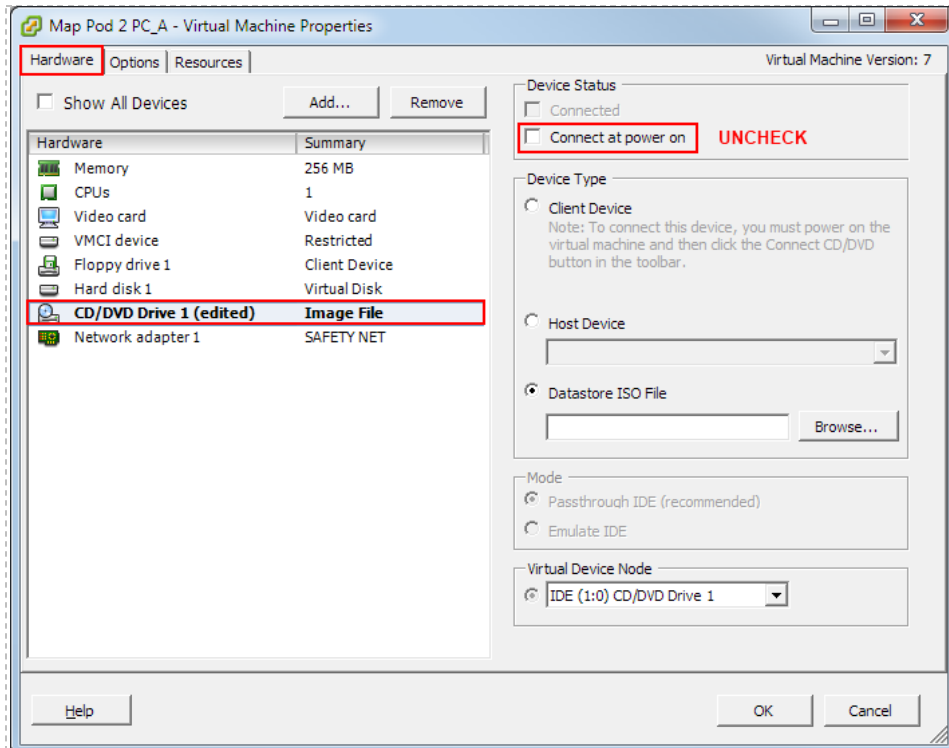 Map Pod 2 PC_A - Virtual Machine Properties
Hardware Options Resources Virtual Machine Version: 7
Show All Devices Add... Remove
Hardware Summary
Memory 256 MB
CPUs 1
Video card Video card
VMCI device Restricted
Floppy drive 1 Client Device
Hard disk 1 Virtual Disk
CD/DVD Drive 1 (edited) Image File
Network adapter 1 SAFETY NET
Device Status
Connected
Connect at power on UNCHECK
Device Type
Client Device
Note: To connect this device, you must power on the
virtual machine and then click the Connect CD/DVD
button in the toolbar.
Host Device
Datastore ISO File
Browse...
Mode
Passthrough IDE (recommended)
Emulate IDE
Virtual Device Node
IDE (1:0) CD/DVD Drive 1
Help OK Cancel